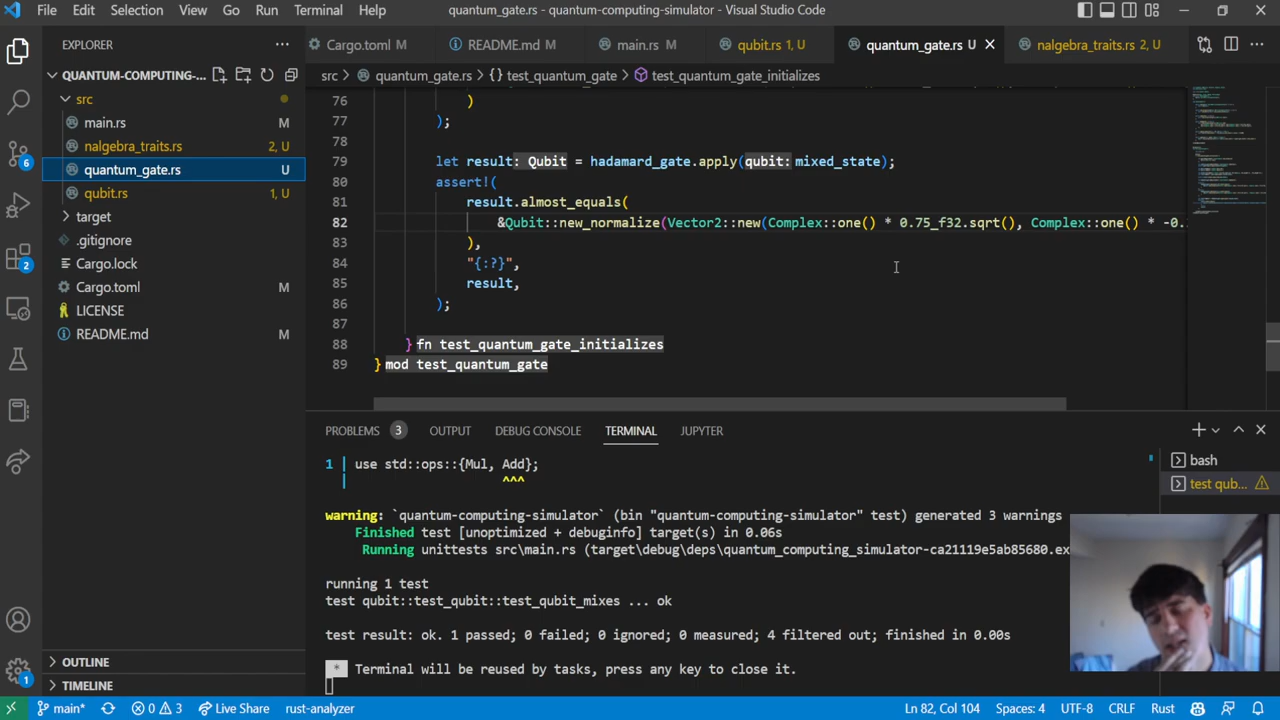 File Edit Selection View Go Run Terminal Help quantum_gate.rs - quantum-computing-simulator - Visual Studio Code
EXPLORER
QUANTUM-COMPUTING-...
src
main.rs M
nalgebra_traits.rs 2, U
quantum_gate.rs U
qubit.rs 1, U
target
.gitignore
Cargo.lock
Cargo.toml M
LICENSE
README.md M
OUTLINE
TIMELINE
6
2
1
Cargo.toml M README.md M main.rs M qubit.rs 1, U quantum_gate.rs U nalgebra_traits.rs 2, U
src > quantum_gate.rs > {} test_quantum_gate > test_quantum_gate_initializes
76 )
77 );
78
79 let result: Qubit = hadamard_gate.apply(qubit: mixed_state);
80 assert!(
81 result.almost_equals(
82 &Qubit::new_normalize(Vector2::new(Complex::one() * 0.75_f32.sqrt(), Complex::one() * -0.
83 ),
84 "{:?}",
85 result,
86 );
87
88 } fn test_quantum_gate_initializes
89 } mod test_quantum_gate
PROBLEMS 3 OUTPUT DEBUG CONSOLE TERMINAL JUPYTER
bash
test qub...
1 | use std::ops::{Mul, Add};
| ^^^
warning: `quantum-computing-simulator` (bin "quantum-computing-simulator" test) generated 3 warnings
Finished test [unoptimized + debuginfo] target(s) in 0.06s
Running unittests src\main.rs (target\debug\deps\quantum_computing_simulator-ca21119e5ab85680.ex
running 1 test
test qubit::test_qubit::test_qubit_mixes ... ok
test result: ok. 1 passed; 0 failed; 0 ignored; 0 measured; 4 filtered out; finished in 0.00s
* Terminal will be reused by tasks, press any key to close it.
main* 0 3 Live Share rust-analyzer Ln 82, Col 104 Spaces: 4 UTF-8 CRLF Rust